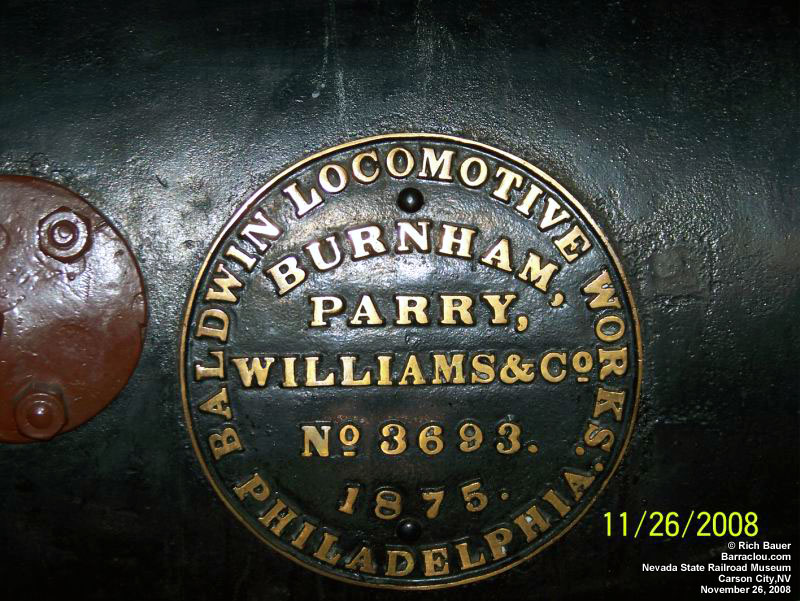 BALDWIN LOCOMOTIVE WORKS.
BURNHAM,
PARRY,
WILLIAMS & Co
No 3693.
1875.
PHILADELPHIA.
11/26/2008
© Rich Bauer
Barraclou.com
Nevada State Railroad Museum
Carson City,NV
November 26, 2008